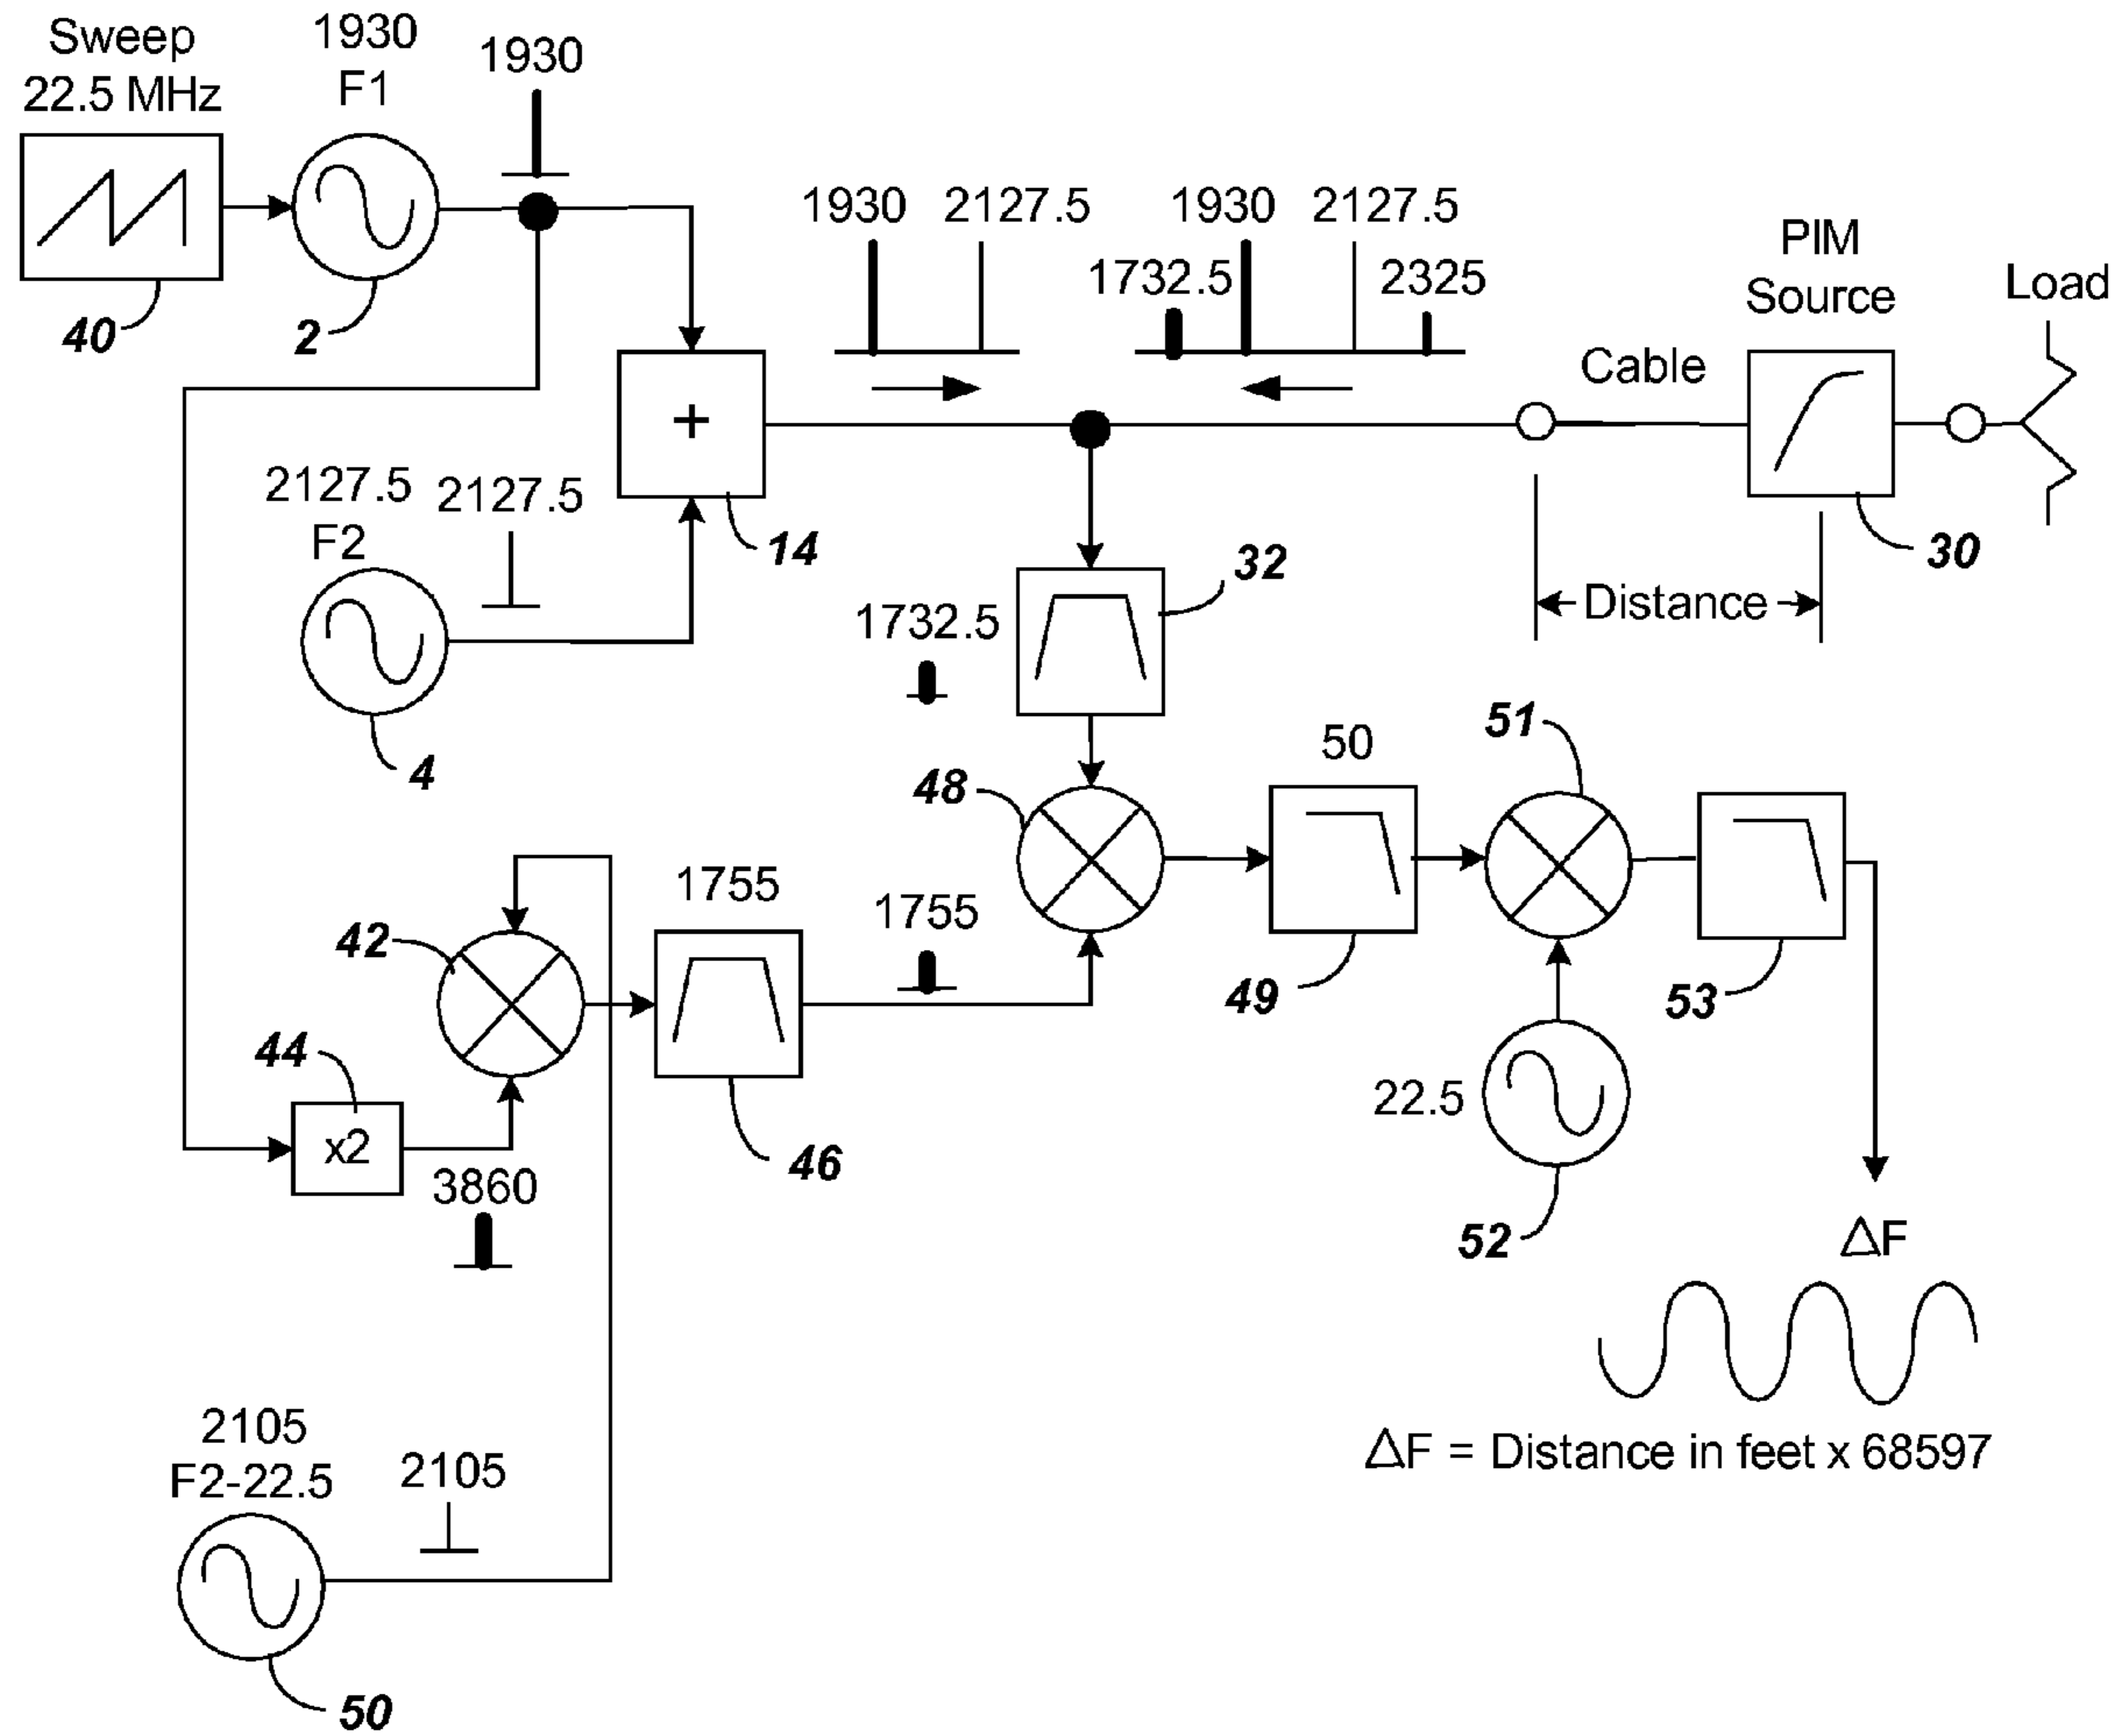 Sweep
22.5 MHz
1930
F1
1930
40
2
1930
2127.5
1930
2127.5
1732.5
2325
PIM
Source
Load
Cable
+
14
30
2127.5
F2
2127.5
4
32
Distance
1732.5
51
50
48
49
53
1755
1755
42
44
x2
3860
46
22.5
52
ΔF
2105
F2-22.5
2105
50
ΔF = Distance in feet x 68597